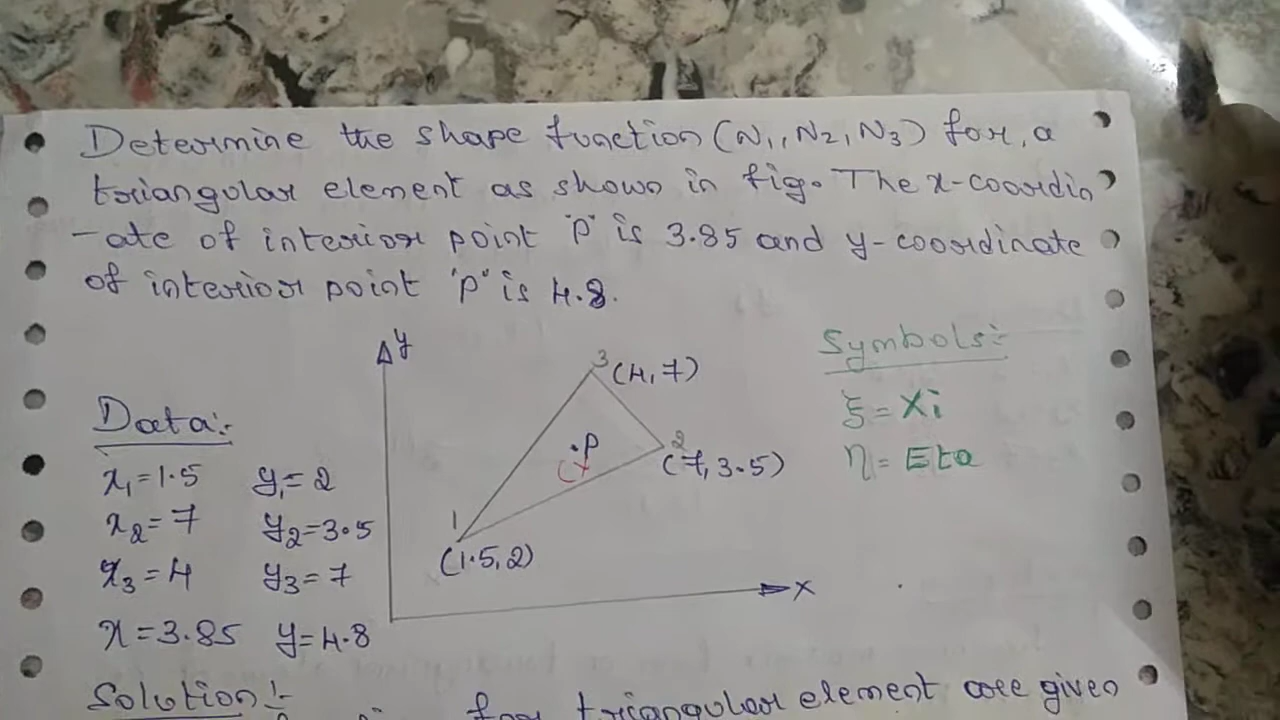 Determine the shape function (N1, N2, N3) for, a
triangular element as shown in fig. The x-coordin
-ate of interior point "P" is 3.85 and y-coordinate
of interior point 'P' is 4.8.
y
3 (4, 7)
Symbols:-
ξ = Xi
η = Eta
Data:-
.P
2
(7, 3.5)
x1 = 1.5 y1 = 2
x2 = 7 y2 = 3.5
x3 = 4 y3 = 7
x = 3.85 y = 4.8
1
(1.5, 2)
x
Solution:-
for triangular element are given